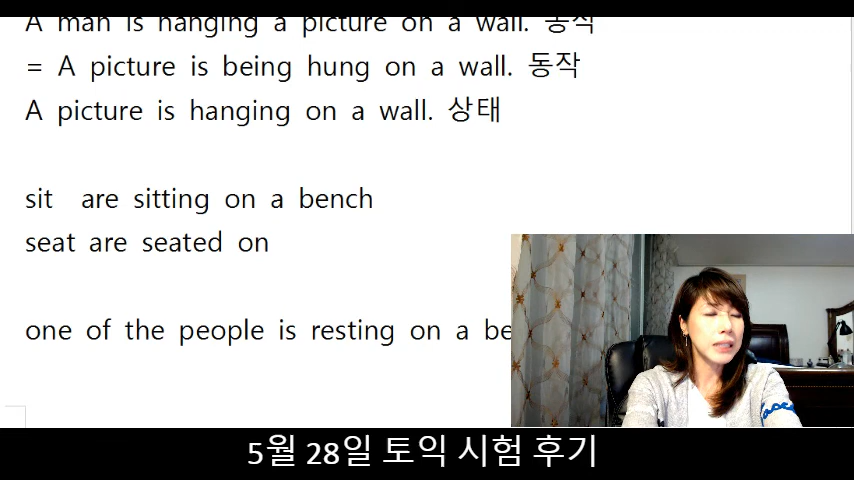 A man is hanging a picture on a wall. 동작
= A picture is being hung on a wall. 동작
A picture is hanging on a wall. 상태
sit are sitting on a bench
seat are seated on
one of the people is resting on a be
5월 28일 토익 시험 후기